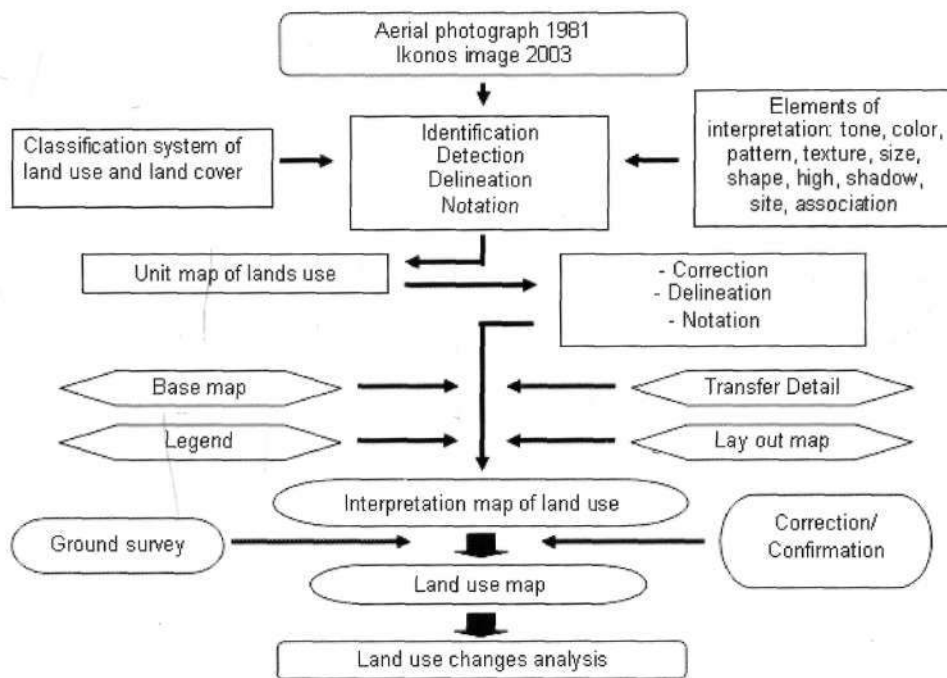 Aerial photograph 1981
Ikonos image 2003
Classification system of
land use and land cover
Identification
Detection
Delineation
Notation
Elements of
interpretation: tone, color,
pattern, texture, size,
shape, high, shadow,
site, association
Unit map of lands use
- Correction
- Delineation
- Notation
Base map
Transfer Detail
Legend
Lay out map
Interpretation map of land use
Ground survey
Correction/
Confirmation
Land use map
Land use changes analysis